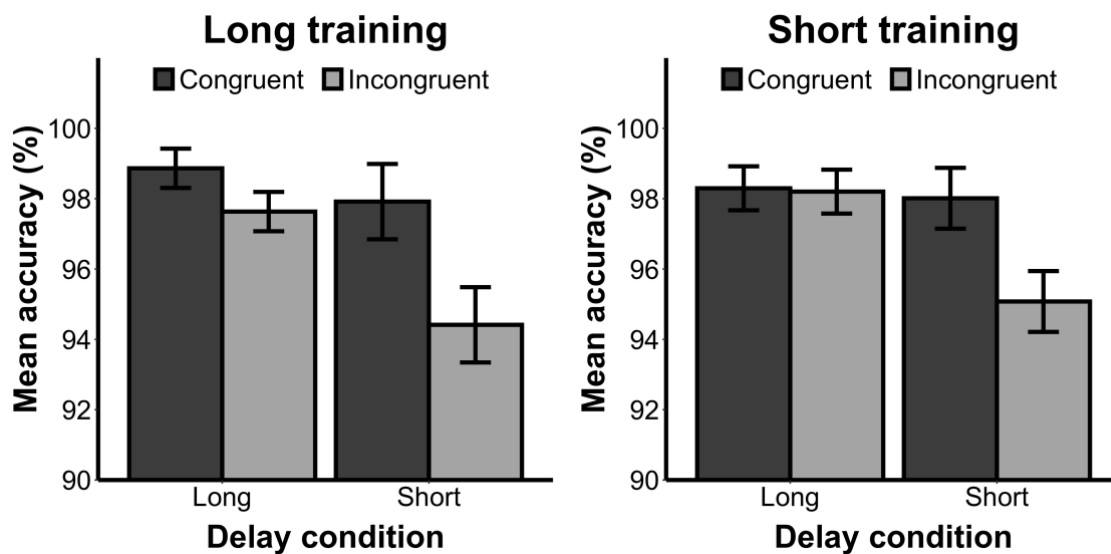 Long training
Congruent Incongruent
Mean accuracy (%)
100
98
96
94
92
90
Long Short
Delay condition
Short training
Congruent Incongruent
Mean accuracy (%)
100
98
96
94
92
90
Long Short
Delay condition